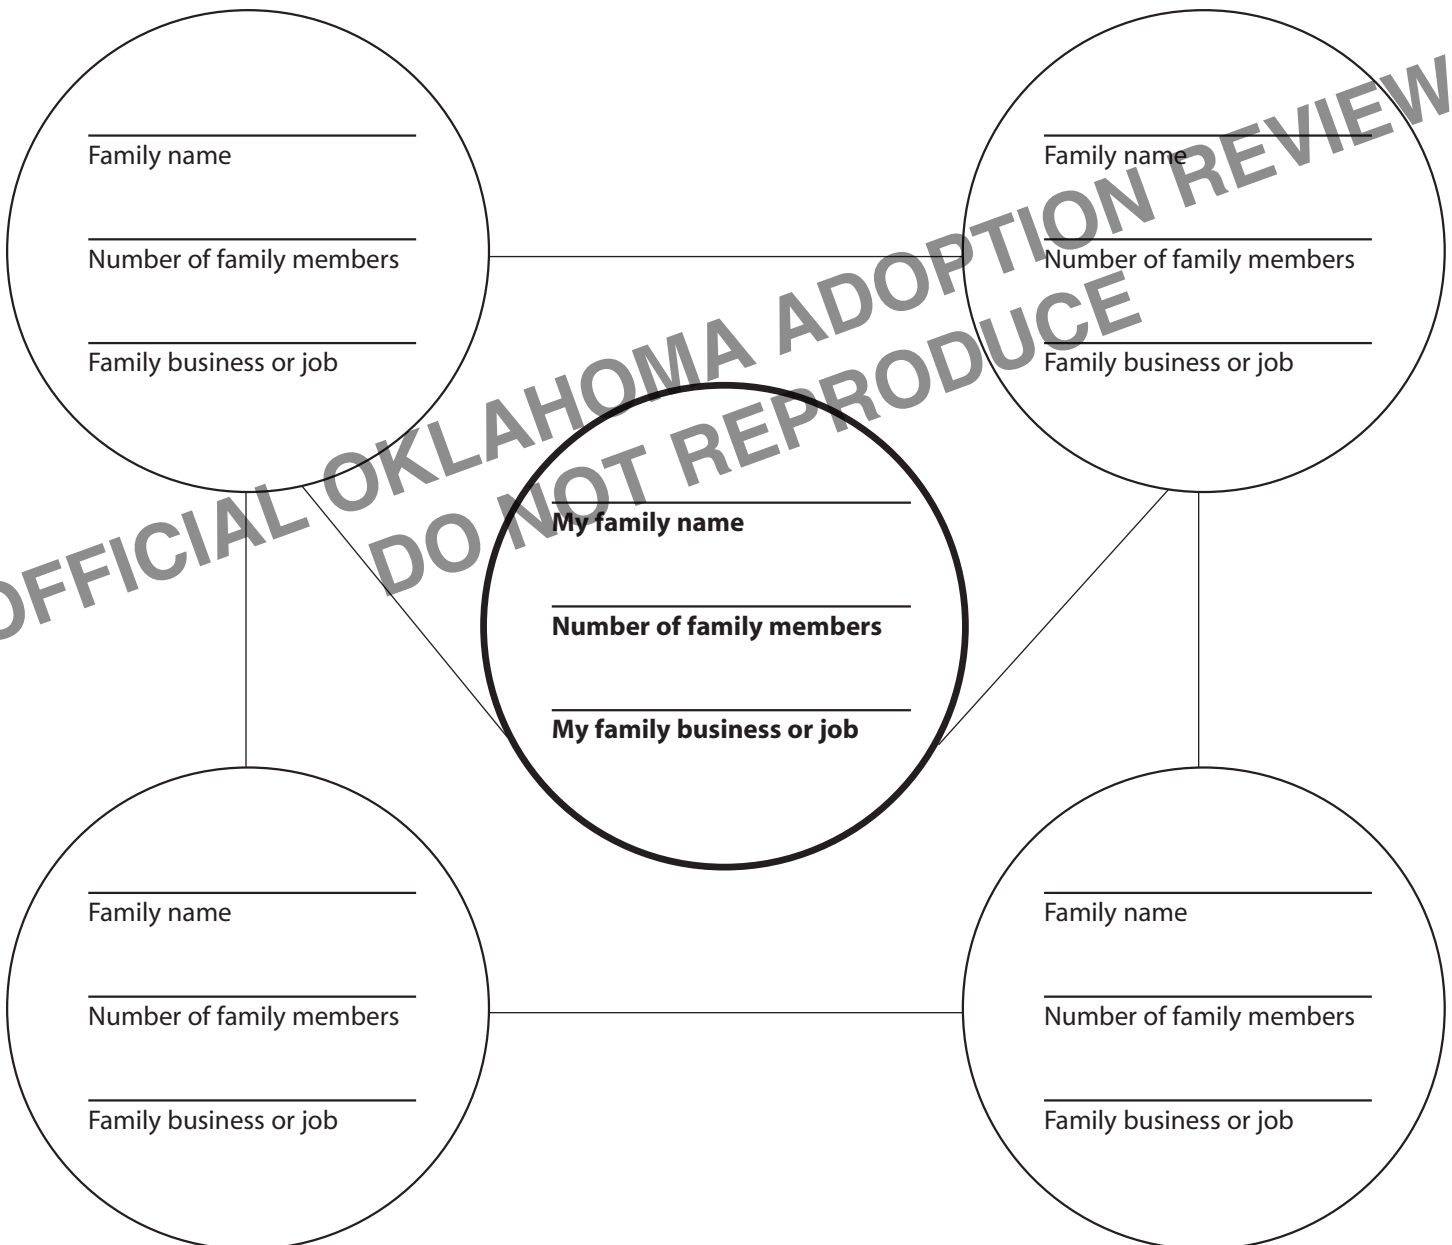 Family name
Number of family members
Family business or job
Family name
Number of family members
Family business or job
OFFICIAL OKLAHOMA ADOPTION REVIEW
DO NOT REPRODUCE
My family name
Number of family members
My family business or job
Family name
Number of family members
Family business or job
Family name
Number of family members
Family business or job